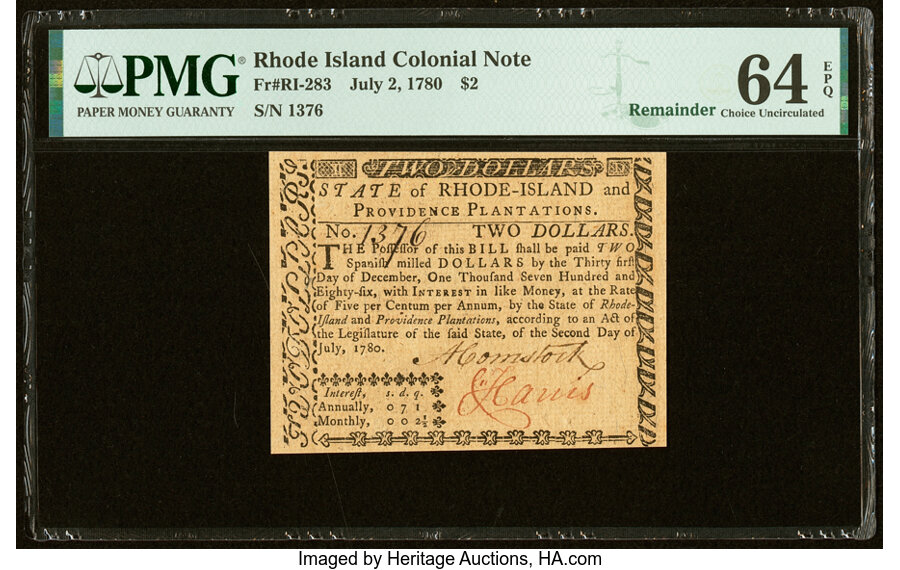 PMG®
PAPER MONEY GUARANTY
Rhode Island Colonial Note
Fr#RI-283 July 2, 1780 $2
S/N 1376
Remainder
64 EPQ
Choice Uncirculated
TWO DOLLARS
STATE of RHODE-ISLAND and
PROVIDENCE PLANTATIONS.
No. 1376 TWO DOLLARS.
THE Poſſeſſor of this BILL ſhall be paid TWO
Spaniſh milled DOLLARS by the Thirty firſt
Day of December, One Thouſand Seven Hundred and
Eighty-ſix, with INTEREST in like Money, at the Rate
of Five per Centum per Annum, by the State of Rhode-
Iſland and Providence Plantations, according to an Act of
the Legiſlature of the ſaid State, of the Second Day of
July, 1780.
AComstock
Harris
Intereſt, s. d. q.
Annually, 0 7 1
Monthly, 0 0 2½
Imaged by Heritage Auctions, HA.com